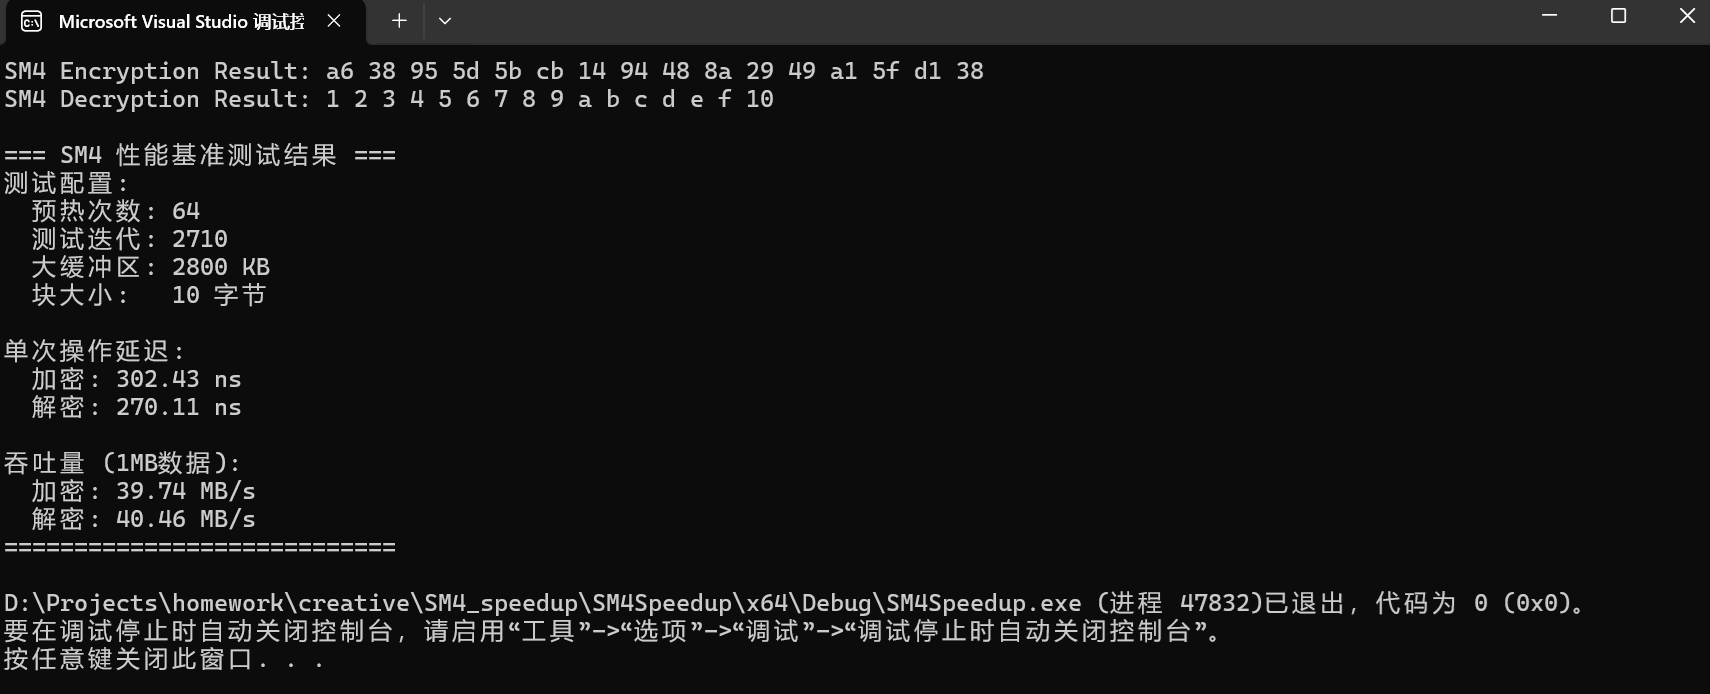 Microsoft Visual Studio 调试控
SM4 Encryption Result: a6 38 95 5d 5b cb 14 94 48 8a 29 49 a1 5f d1 38
SM4 Decryption Result: 1 2 3 4 5 6 7 8 9 a b c d e f 10
=== SM4 性能基准测试结果 ===
测试配置:
预热次数: 64
测试迭代: 2710
大缓冲区: 2800 KB
块大小: 10 字节
单次操作延迟:
加密: 302.43 ns
解密: 270.11 ns
吞吐量 (1MB数据):
加密: 39.74 MB/s
解密: 40.46 MB/s
============================
D:\Projects\homework\creative\SM4_speedup\SM4Speedup\x64\Debug\SM4Speedup.exe (进程 47832)已退出，代码为 0 (0x0)。
要在调试停止时自动关闭控制台，请启用“工具”->“选项”->“调试”->“调试停止时自动关闭控制台”。
按任意键关闭此窗口. . .